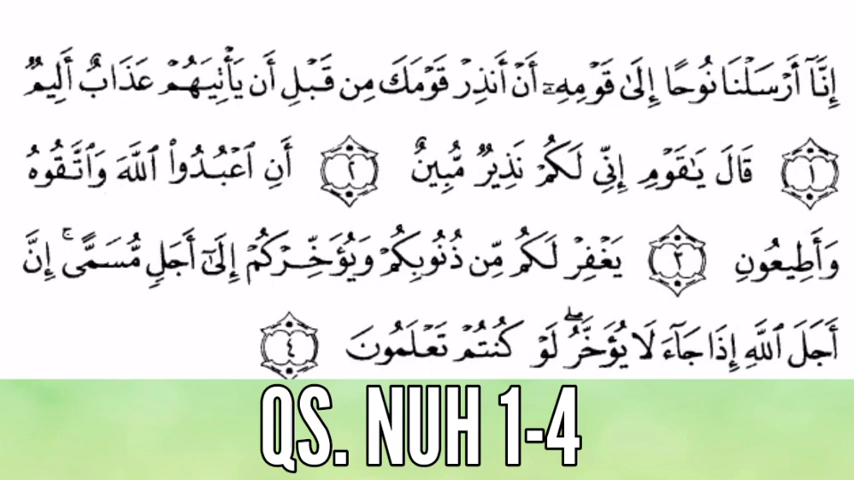 إِنَّآ أَرْسَلْنَا نُوحًا إِلَىٰ قَوْمِهِۦٓ أَنْ أَنذِرْ قَوْمَكَ مِن قَبْلِ أَن يَأْتِيَهُمْ عَذَابٌ أَلِيمٌ
١ قَالَ يَٰقَوْمِ إِنِّي لَكُمْ نَذِيرٌ مُّبِينٌ ٢ أَنِ ٱعْبُدُوا۟ ٱللَّهَ وَٱتَّقُوهُ
وَأَطِيعُونِ ٣ يَغْفِرْ لَكُم مِّن ذُنُوبِكُمْ وَيُؤَخِّرْكُمْ إِلَىٰٓ أَجَلٍ مُّسَمًّى ۚ إِنَّ
أَجَلَ ٱللَّهِ إِذَا جَآءَ لَا يُؤَخَّرُ ۖ لَوْ كُنتُمْ تَعْلَمُونَ ٤
QS. NUH 1-4